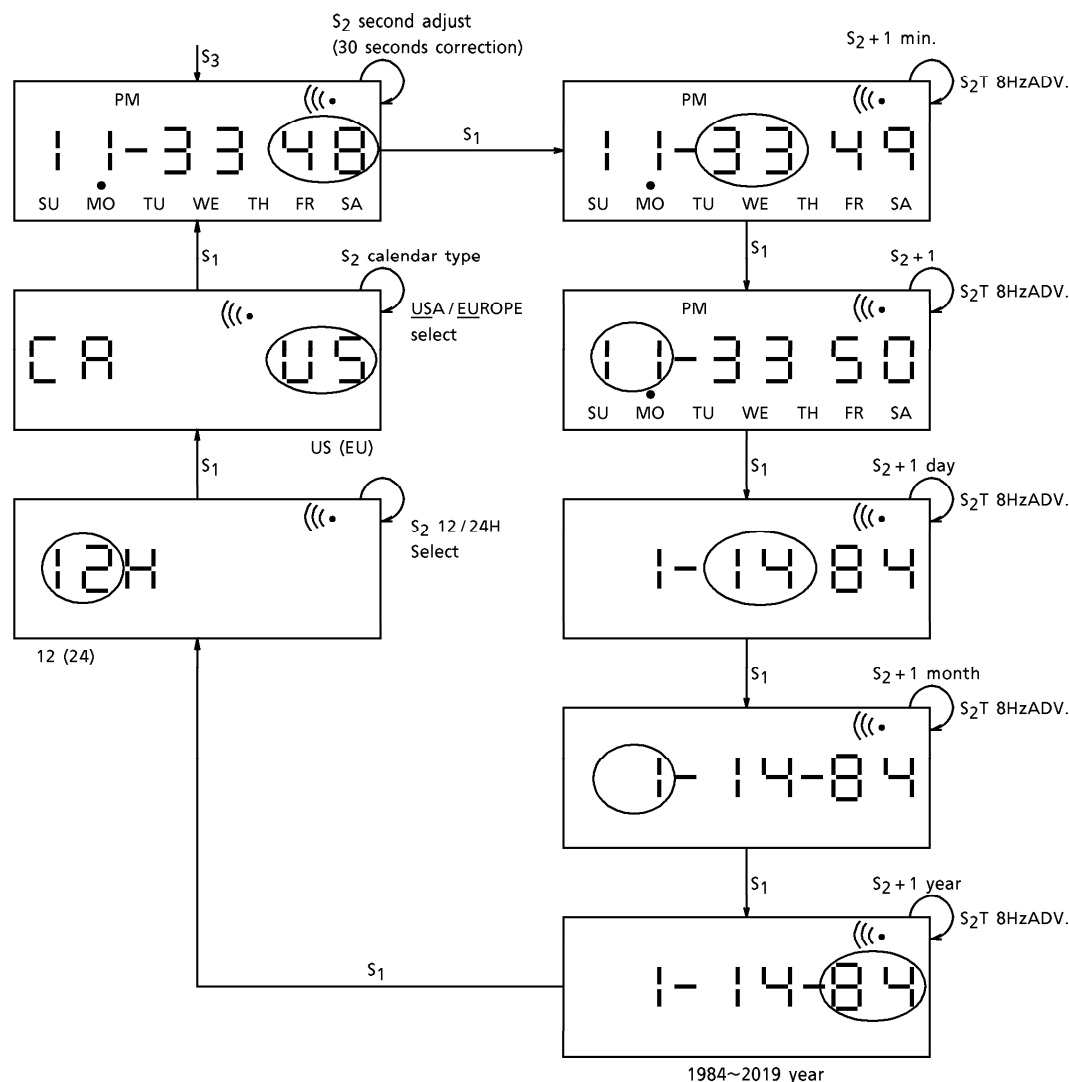 S2 second adjust
(30 seconds correction)
S3
PM
11-33 48
SU MO TU WE TH FR SA
S1
S2+1 min.
S2T 8HzADV.
PM
11-33 49
SU MO TU WE TH FR SA
S1
S2+1
S2T 8HzADV.
PM
11-33 50
SU MO TU WE TH FR SA
S1
S2+1 day
S2T 8HzADV.
1-14 84
S1
S2+1 month
S2T 8HzADV.
1-14-84
S1
S2+1 year
S2T 8HzADV.
1-14-84
1984~2019 year
S1
S2 12/24H
Select
12H
12 (24)
S1
S2 calendar type
USA/EUROPE
select
CA US
US (EU)
S1